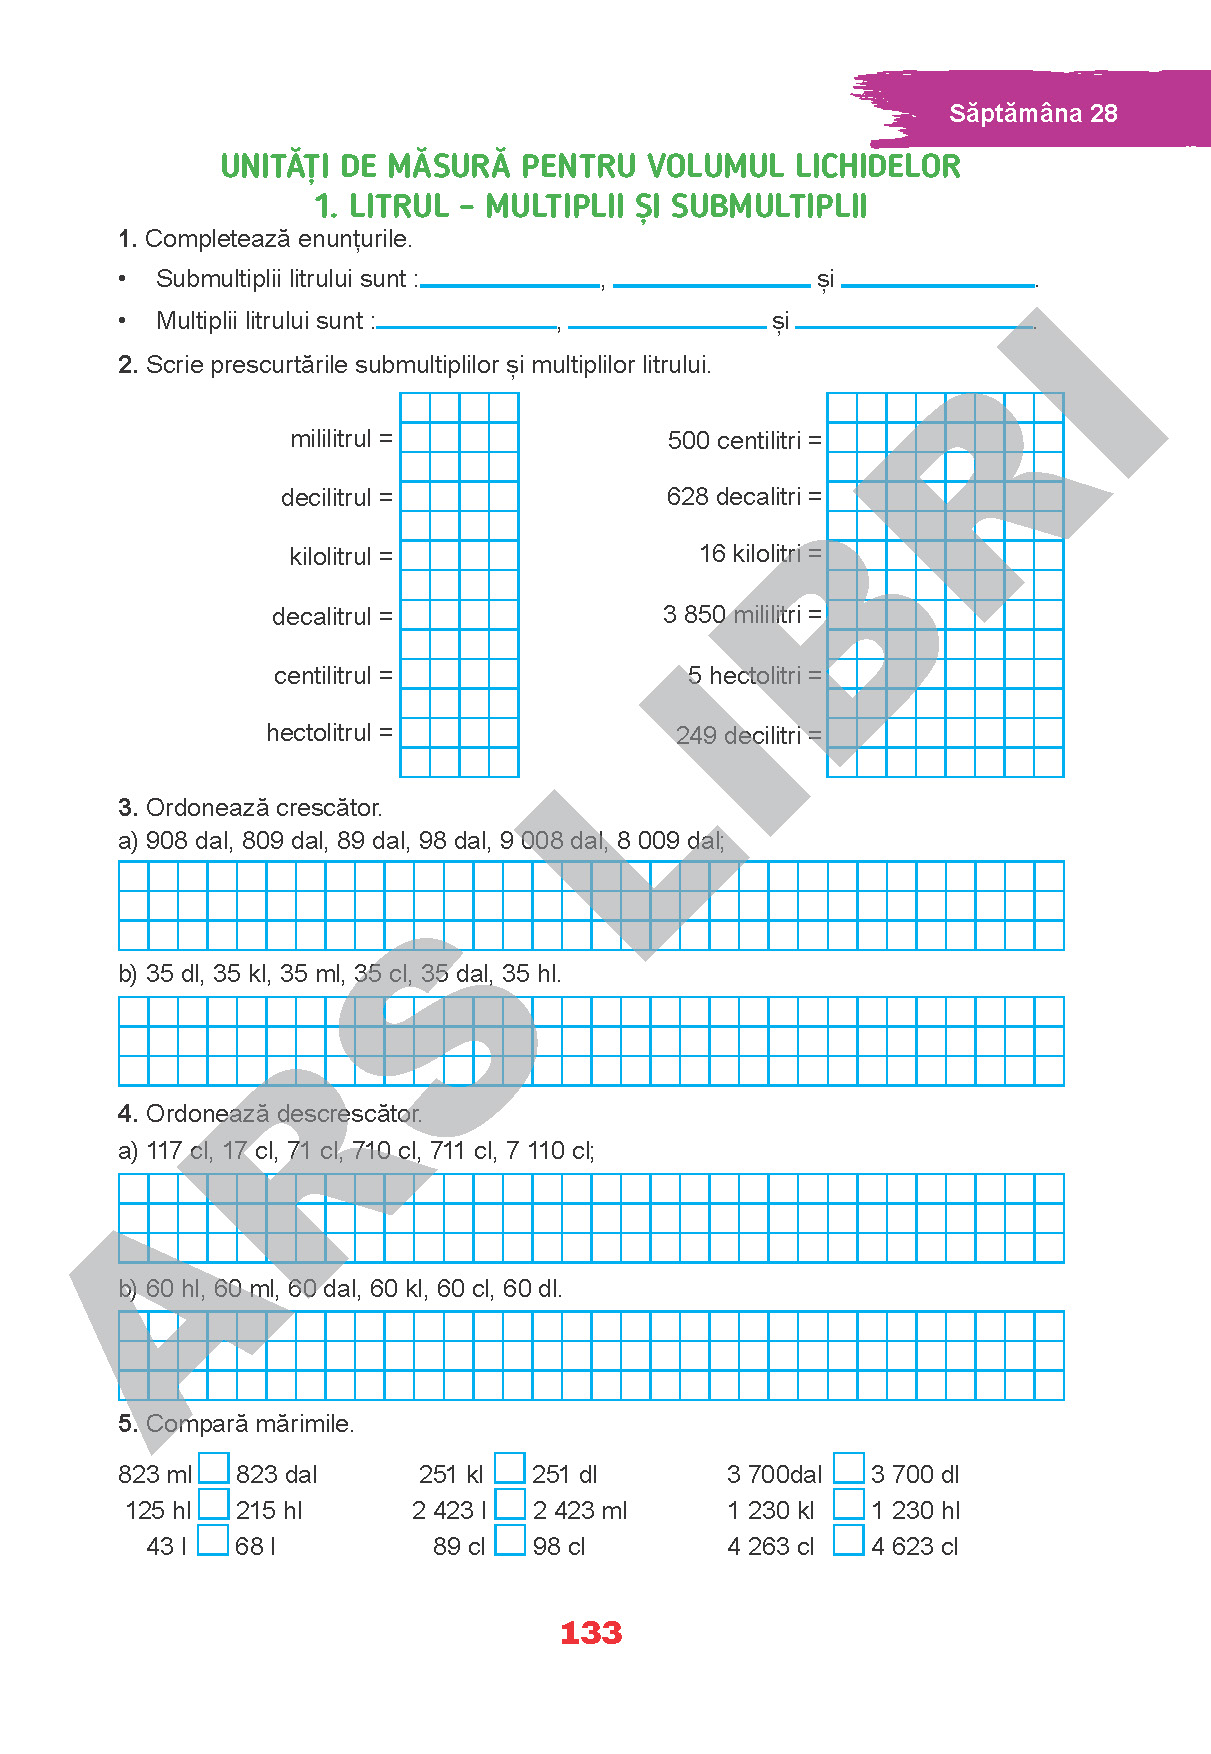 Săptămâna 28
UNITĂȚI DE MĂSURĂ PENTRU VOLUMUL LICHIDELOR
1. LITRUL – MULTIPLII ȘI SUBMULTIPLII
1. Completează enunțurile.
• Submultiplii litrului sunt : , și .
• Multiplii litrului sunt : , și .
2. Scrie prescurtările submultiplilor și multiplilor litrului.
mililitrul = 500 centilitri =
decilitrul = 628 decalitri =
kilolitrul = 16 kilolitri =
decalitrul = 3 850 mililitri =
centilitrul = 5 hectolitri =
hectolitrul = 249 decilitri =
3. Ordonează crescător.
a) 908 dal, 809 dal, 89 dal, 98 dal, 9 008 dal, 8 009 dal;
b) 35 dl, 35 kl, 35 ml, 35 cl, 35 dal, 35 hl.
4. Ordonează descrescător.
a) 117 cl, 17 cl, 71 cl, 710 cl, 711 cl, 7 110 cl;
b) 60 hl, 60 ml, 60 dal, 60 kl, 60 cl, 60 dl.
5. Compară mărimile.
823 ml 823 dal 251 kl 251 dl 3 700dal 3 700 dl
125 hl 215 hl 2 423 l 2 423 ml 1 230 kl 1 230 hl
43 l 68 l 89 cl 98 cl 4 263 cl 4 623 cl
133
ARS LIBRI